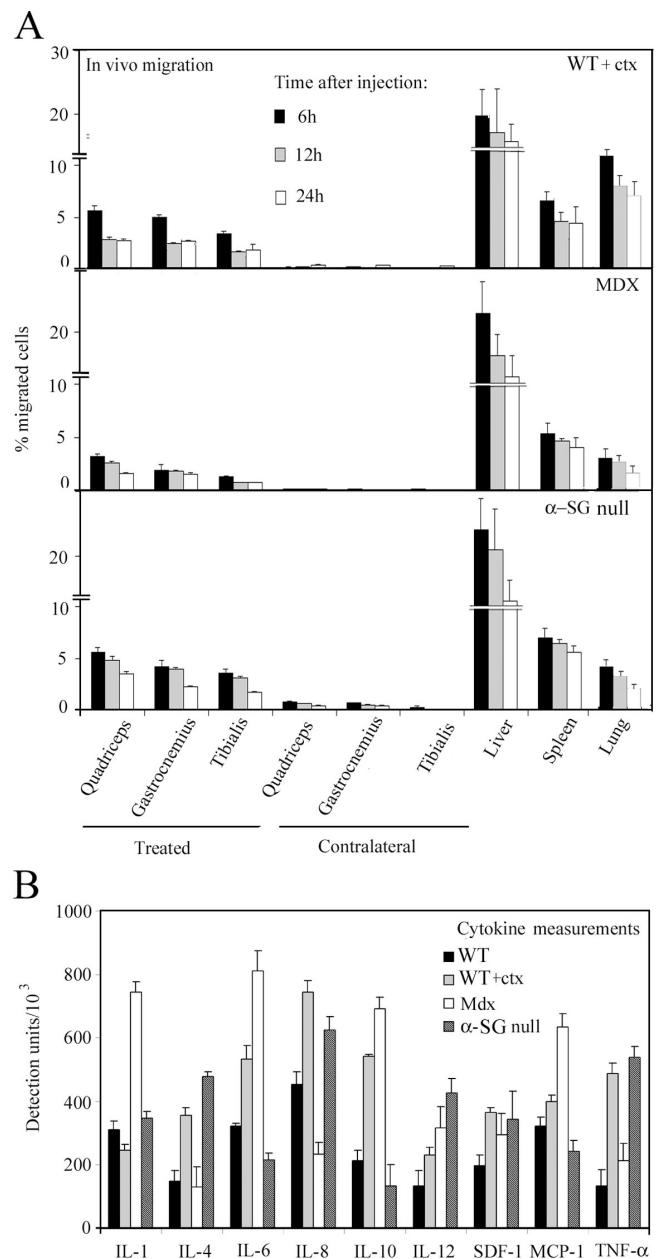 A
In vivo migration
WT + ctx
Time after injection:
6h
12h
24h
30
20
10
5
0
MDX
20
10
5
0
α–SG null
20
10
5
0
% migrated cells
Quadriceps
Gastrocnemius
Tibialis
Quadriceps
Gastrocnemius
Tibialis
Liver
Spleen
Lung
Treated
Contralateral
B
Cytokine measurements
WT
WT+ctx
Mdx
α-SG null
Detection units/10³
1000
800
600
400
200
0
IL-1 IL-4 IL-6 IL-8 IL-10 IL-12 SDF-1 MCP-1 TNF-α